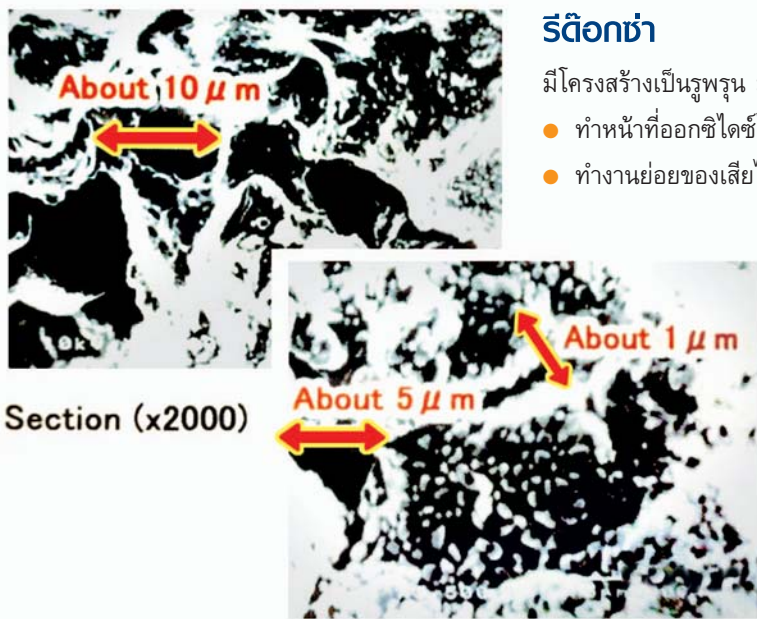 รีด๊อกซ่า
มีโครงสร้างเป็นรูพรุน
ทำหน้าที่ออกซิไดซ์
ทำงานย่อยของเสีย
About 10 μm
About 1 μm
About 5 μm
Section (x2000)